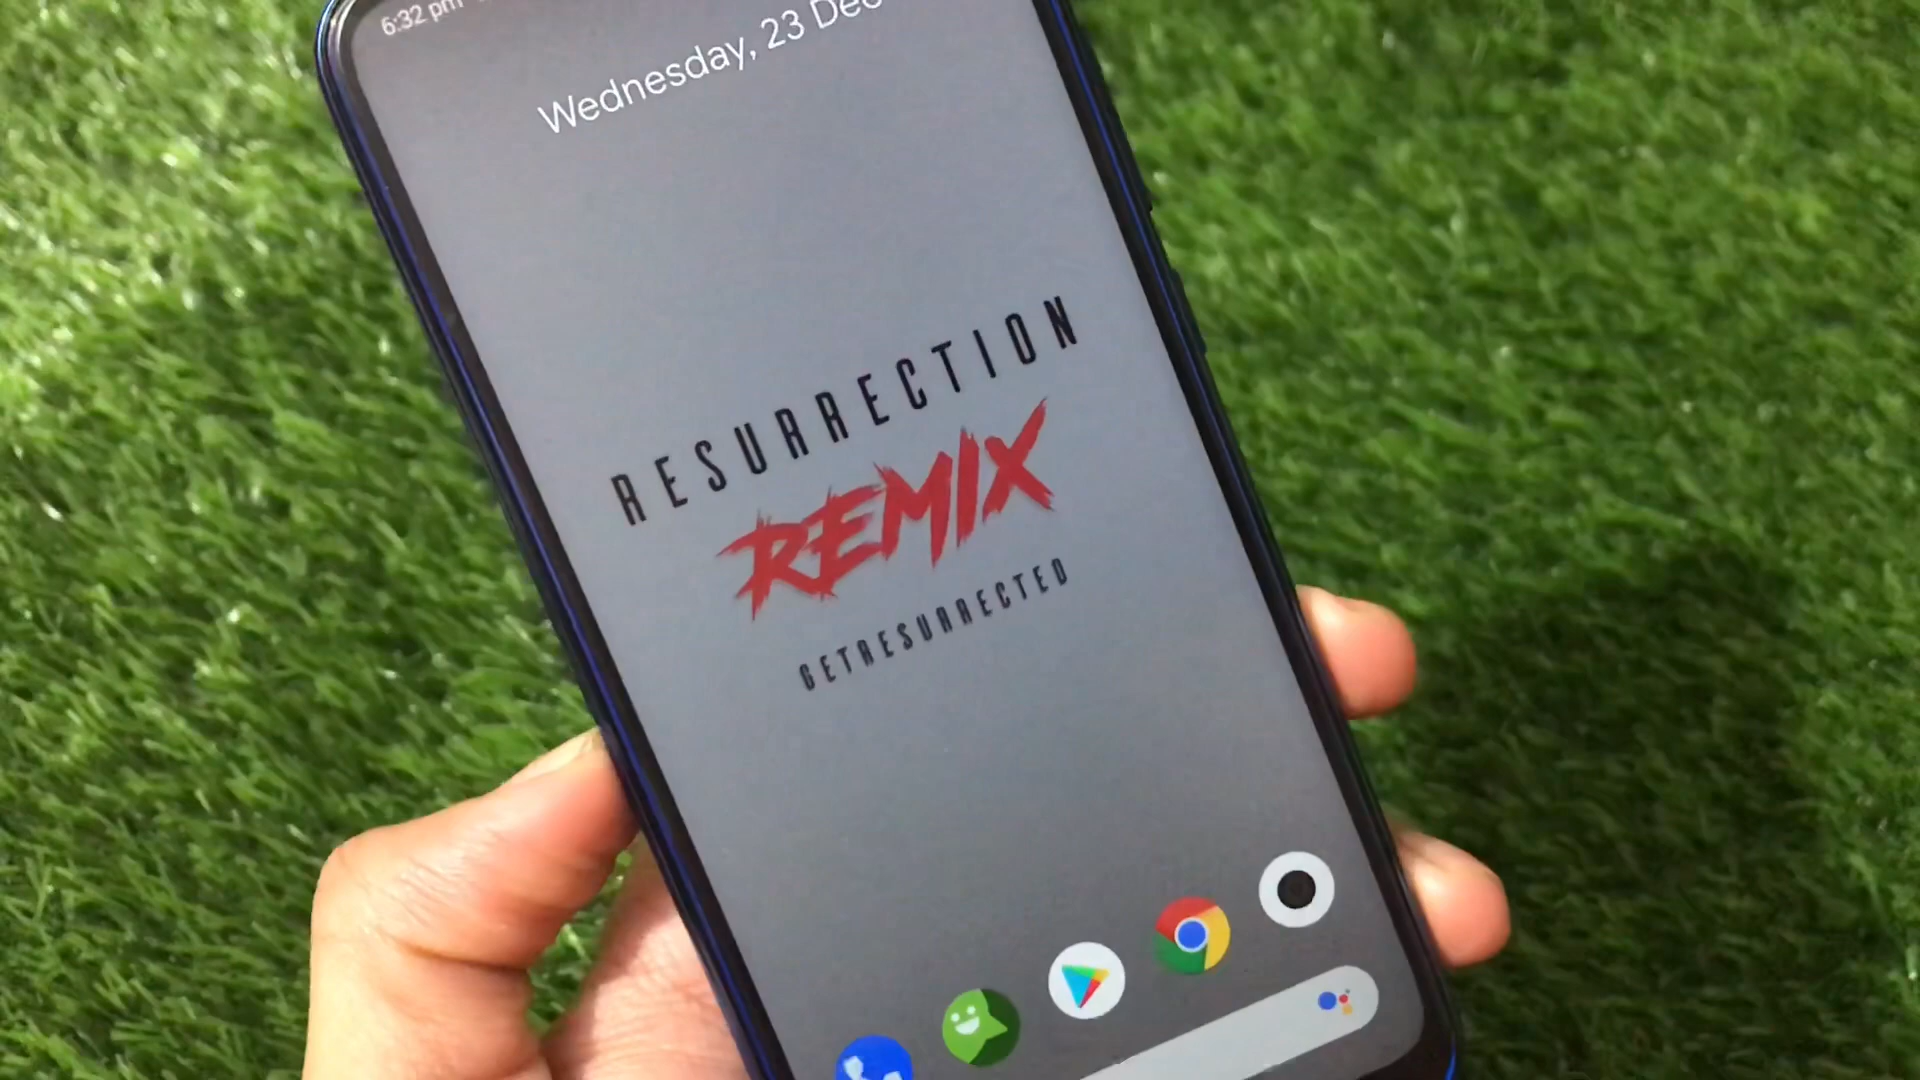 6:32 pm
Wednesday, 23 Dec
RESURRECTION
REMIX
GETRESURRECTED